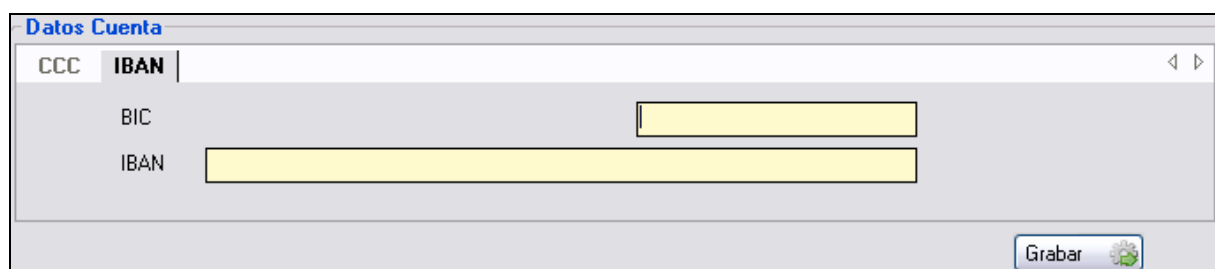 Datos Cuenta
CCC IBAN
BIC
IBAN
Grabar